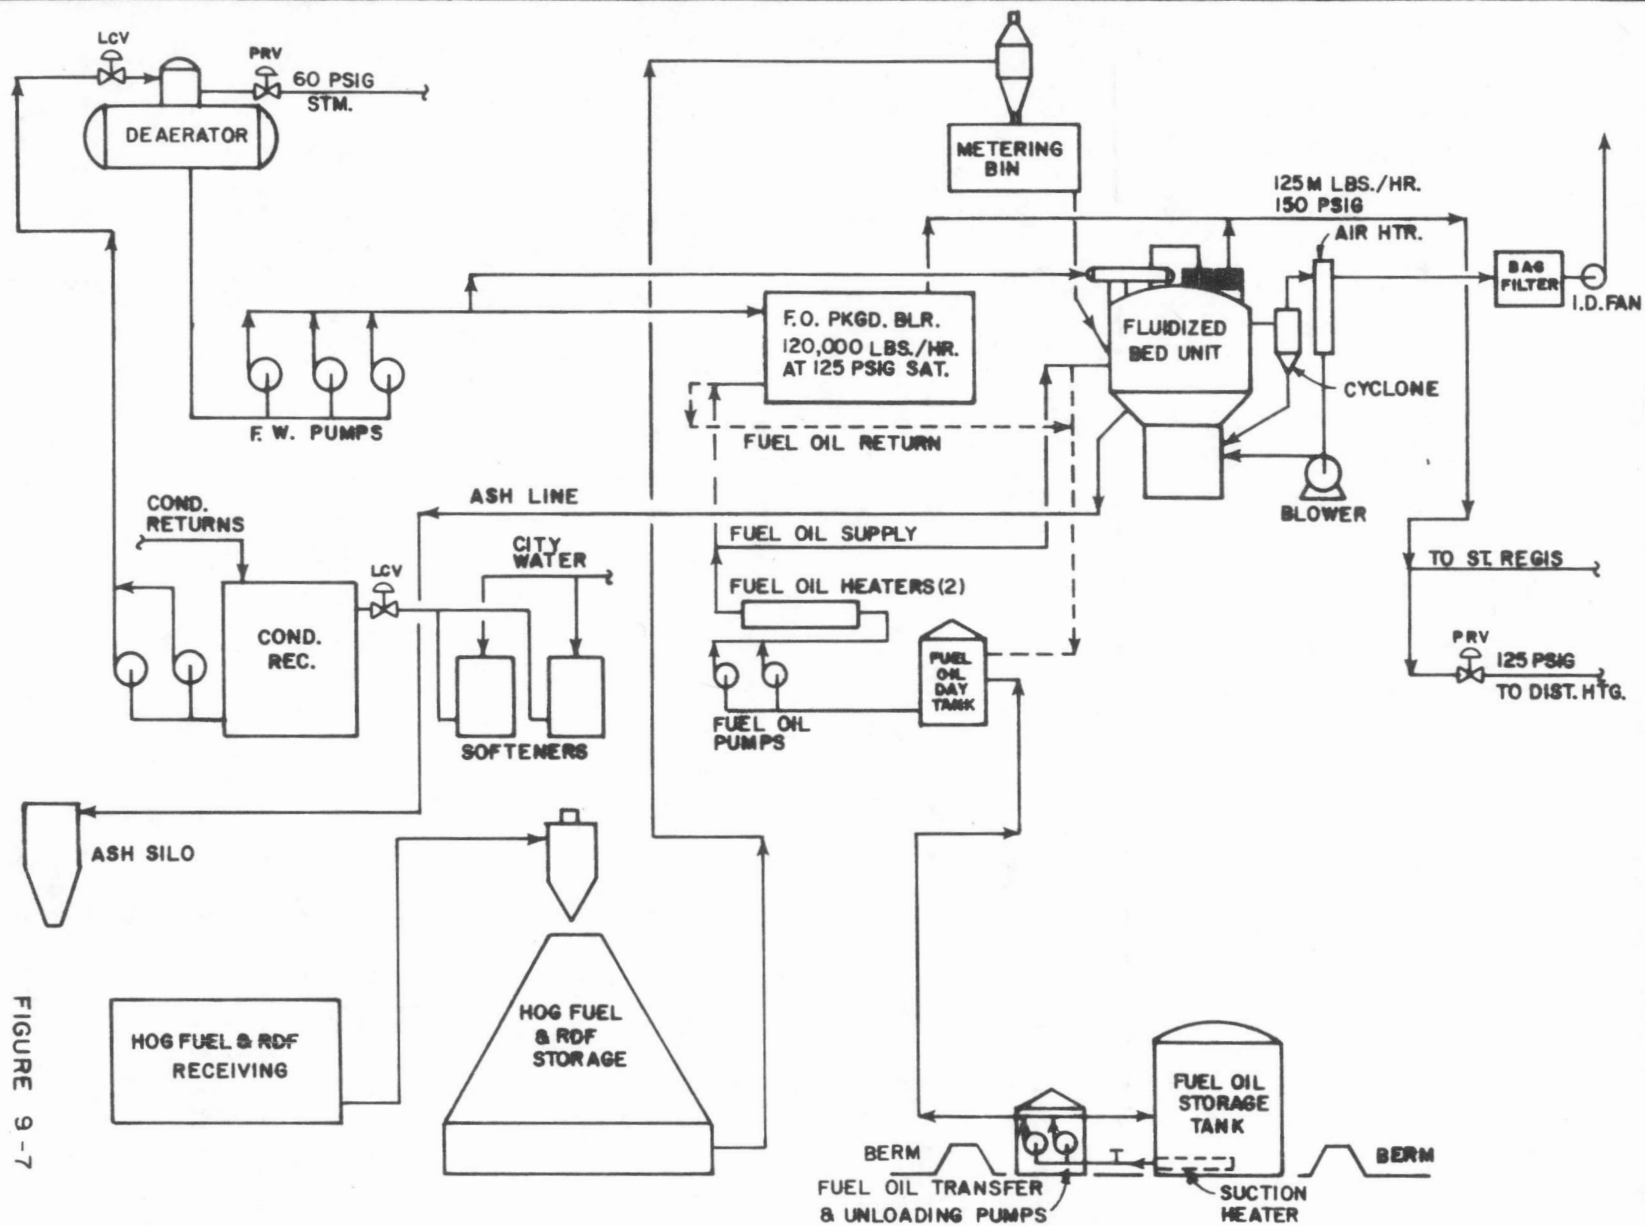 LCV
PRV
60 PSIG
STM.
DEAERATOR
METERING
BIN
125M LBS./HR.
150 PSIG
AIR HTR.
BAG
FILTER
I.D. FAN
F.O. PKGD. BLR.
120,000 LBS./HR.
AT 125 PSIG SAT.
FLUIDIZED
BED UNIT
CYCLONE
F. W. PUMPS
FUEL OIL RETURN
ASH LINE
BLOWER
COND.
RETURNS
CITY
WATER
FUEL OIL SUPPLY
LCV
FUEL OIL HEATERS (2)
TO ST. REGIS
COND.
REC.
FUEL
OIL
DAY
TANK
PRV
125 PSIG
TO DIST. HTG.
SOFTENERS
FUEL OIL
PUMPS
ASH SILO
HOG FUEL
& RDF
STORAGE
HOG FUEL & RDF
RECEIVING
FUEL OIL
STORAGE
TANK
BERM
BERM
FUEL OIL TRANSFER
& UNLOADING PUMPS
SUCTION
HEATER
FIGURE 9-7